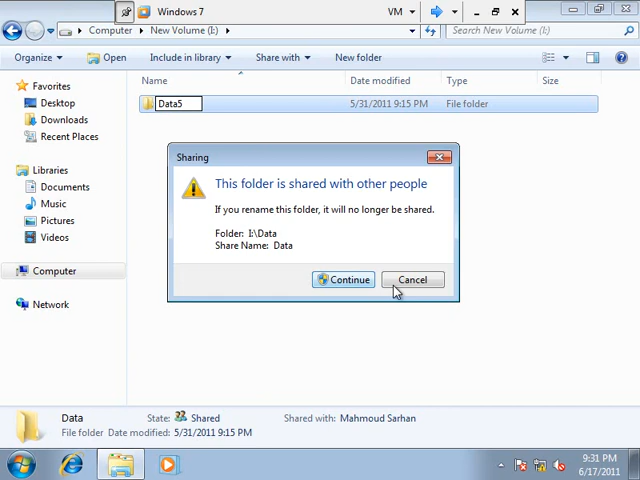 Windows 7
VM
Computer
New Volume (I:)
Search New Volume (I:)
Organize
Open
Include in library
Share with
New folder
Favorites
Desktop
Downloads
Recent Places
Libraries
Documents
Music
Pictures
Videos
Computer
Network
Name
Date modified
Type
Size
Data5
5/31/2011 9:15 PM
File folder
Sharing
This folder is shared with other people
If you rename this folder, it will no longer be shared.
Folder: I:\Data
Share Name: Data
Continue
Cancel
Data
State: Shared
Shared with: Mahmoud Sarhan
File folder
Date modified: 5/31/2011 9:15 PM
9:31 PM
6/17/2011